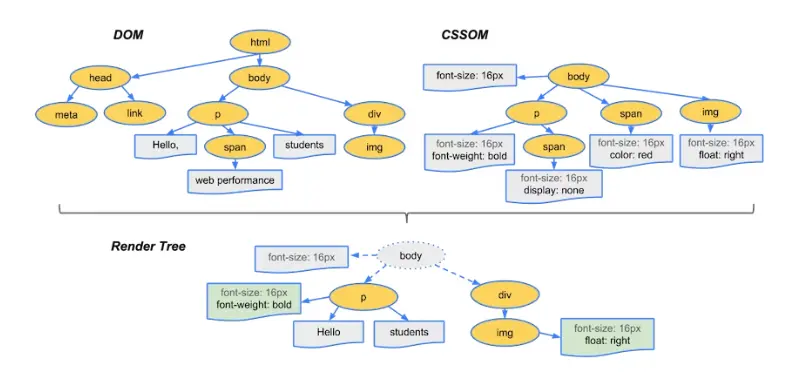 DOM
html
head
body
meta
link
p
div
Hello,
span
students
img
web performance
CSSOM
font-size: 16px
body
p
span
img
font-size: 16px
font-weight: bold
span
font-size: 16px
color: red
font-size: 16px
float: right
font-size: 16px
display: none
Render Tree
font-size: 16px
body
font-size: 16px
font-weight: bold
p
div
Hello
students
img
font-size: 16px
float: right